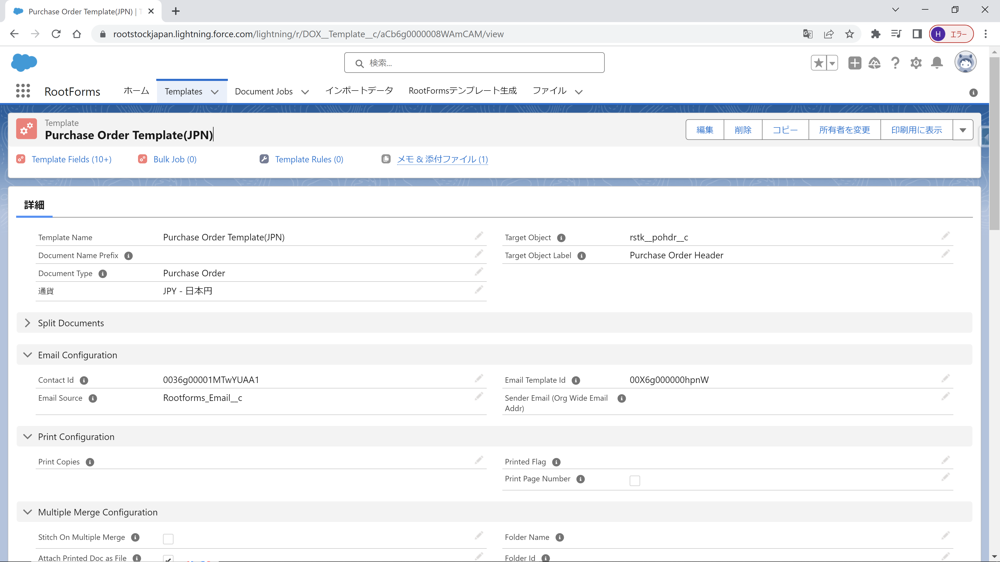 Purchase Order Template(JPN) | T
rootstockjapan.lightning.force.com/lightning/r/DOX__Template__c/aCb6g0000008WAmCAM/view
H エラー
検索...
RootForms ホーム Templates Document Jobs インポートデータ RootFormsテンプレート生成 ファイル
Template
Purchase Order Template(JPN)
編集 削除 コピー 所有者を変更 印刷用に表示
Template Fields (10+) Bulk Job (0) Template Rules (0) メモ & 添付ファイル (1)
詳細
Template Name Purchase Order Template(JPN) Target Object rstk__pohdr__c
Document Name Prefix Target Object Label Purchase Order Header
Document Type Purchase Order
通貨 JPY - 日本円
Split Documents
Email Configuration
Contact Id 0036g00001MTwYUAA1 Email Template Id 00X6g000000hpnW
Email Source Rootforms_Email__c Sender Email (Org Wide Email
Addr)
Print Configuration
Print Copies Printed Flag
Print Page Number
Multiple Merge Configuration
Stitch On Multiple Merge Folder Name
Attach Printed Doc as File Folder Id